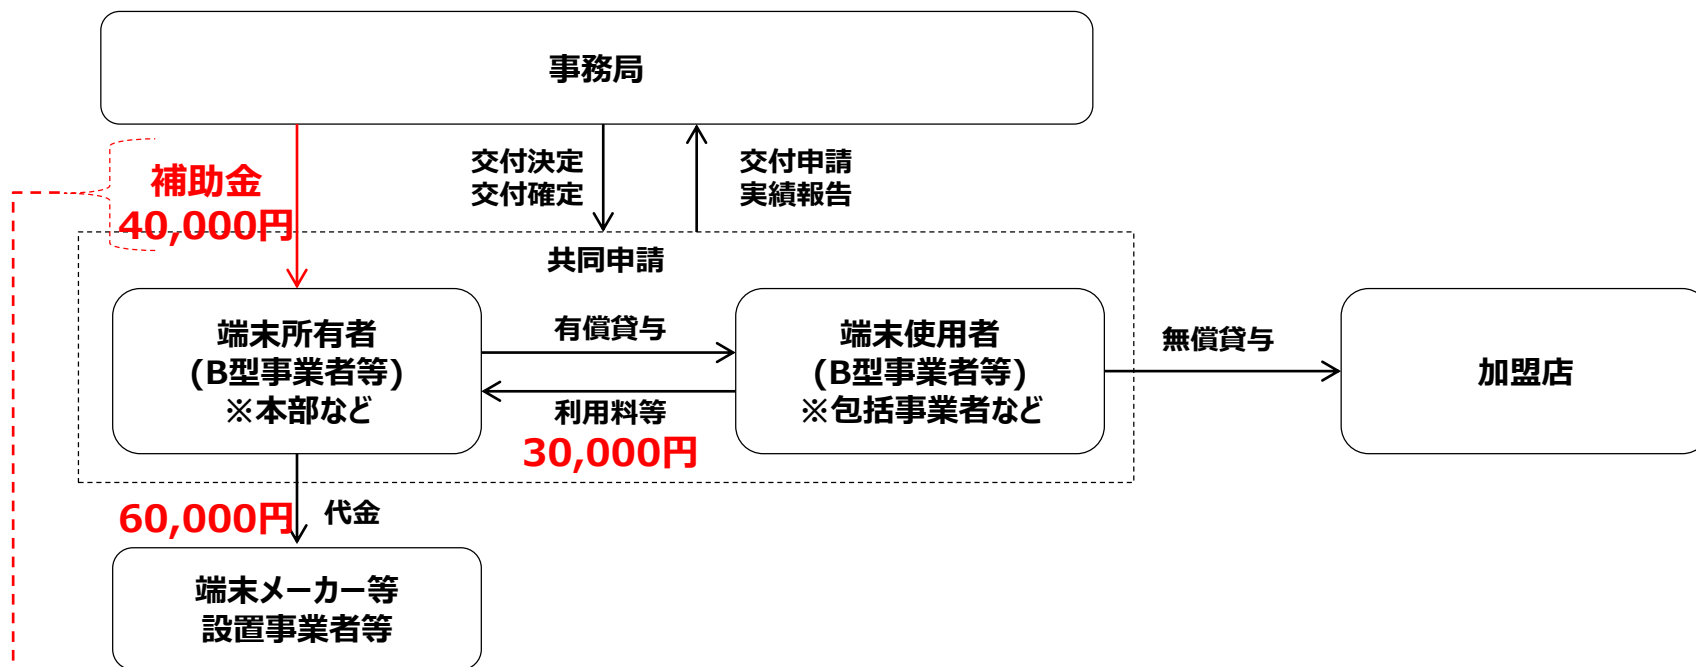 事務局
補助金
40,000円
交付決定
交付確定
交付申請
実績報告
共同申請
端末所有者
(B型事業者等)
※本部など
有償貸与
利用料等
30,000円
端末使用者
(B型事業者等)
※包括事業者など
無償貸与
加盟店
60,000円
代金
端末メーカー等
設置事業者等